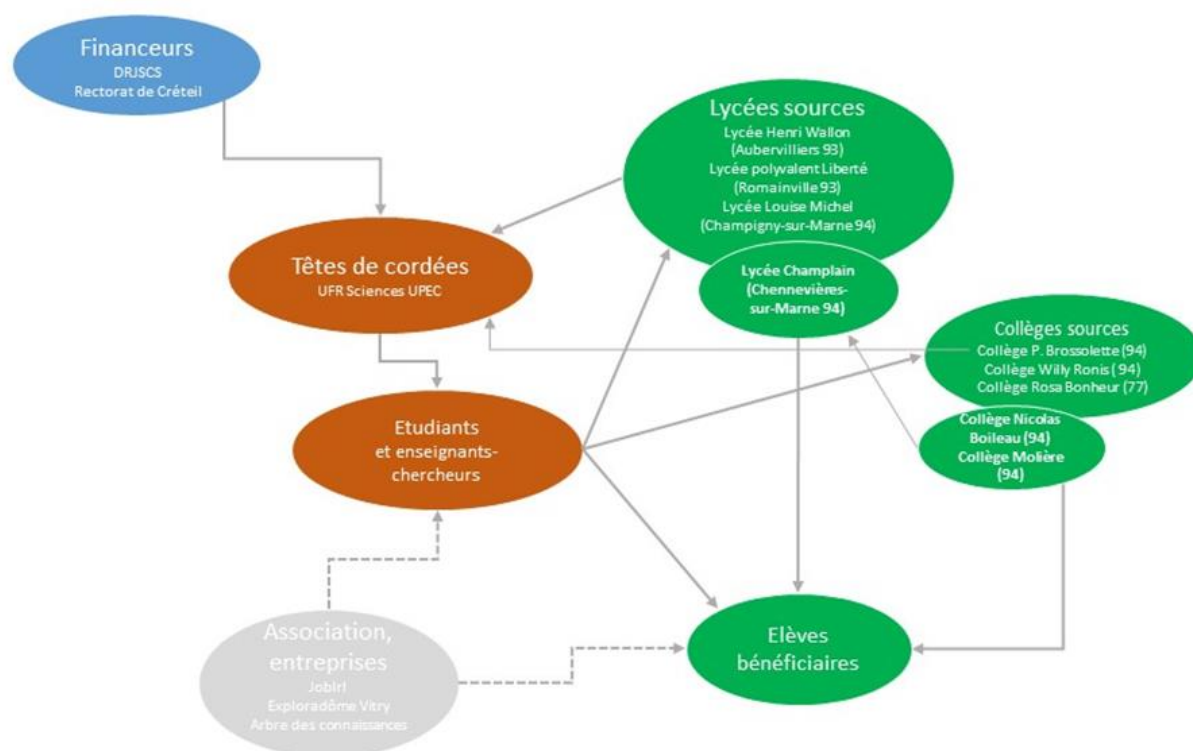 Financeurs
DRJSCS
Rectorat de Créteil
Lycées sources
Lycée Henri Wallon
(Aubervilliers 93)
Lycée polyvalent Liberté
(Romainville 93)
Lycée Louise Michel
(Champigny-sur-Marne 94)
Lycée Champlain
(Chennevières-
sur-Marne 94)
Têtes de cordées
UFR Sciences UPEC
Collèges sources
Collège P. Brossolette (94)
Collège Willy Ronis (94)
Collège Rosa Bonheur (77)
Collège Nicolas
Boileau (94)
Collège Molière
(94)
Etudiants
et enseignants-
chercheurs
Association,
entreprises
JobIrl
Exploradôme Vitry
Arbre des connaissances
Elèves
bénéficiaires